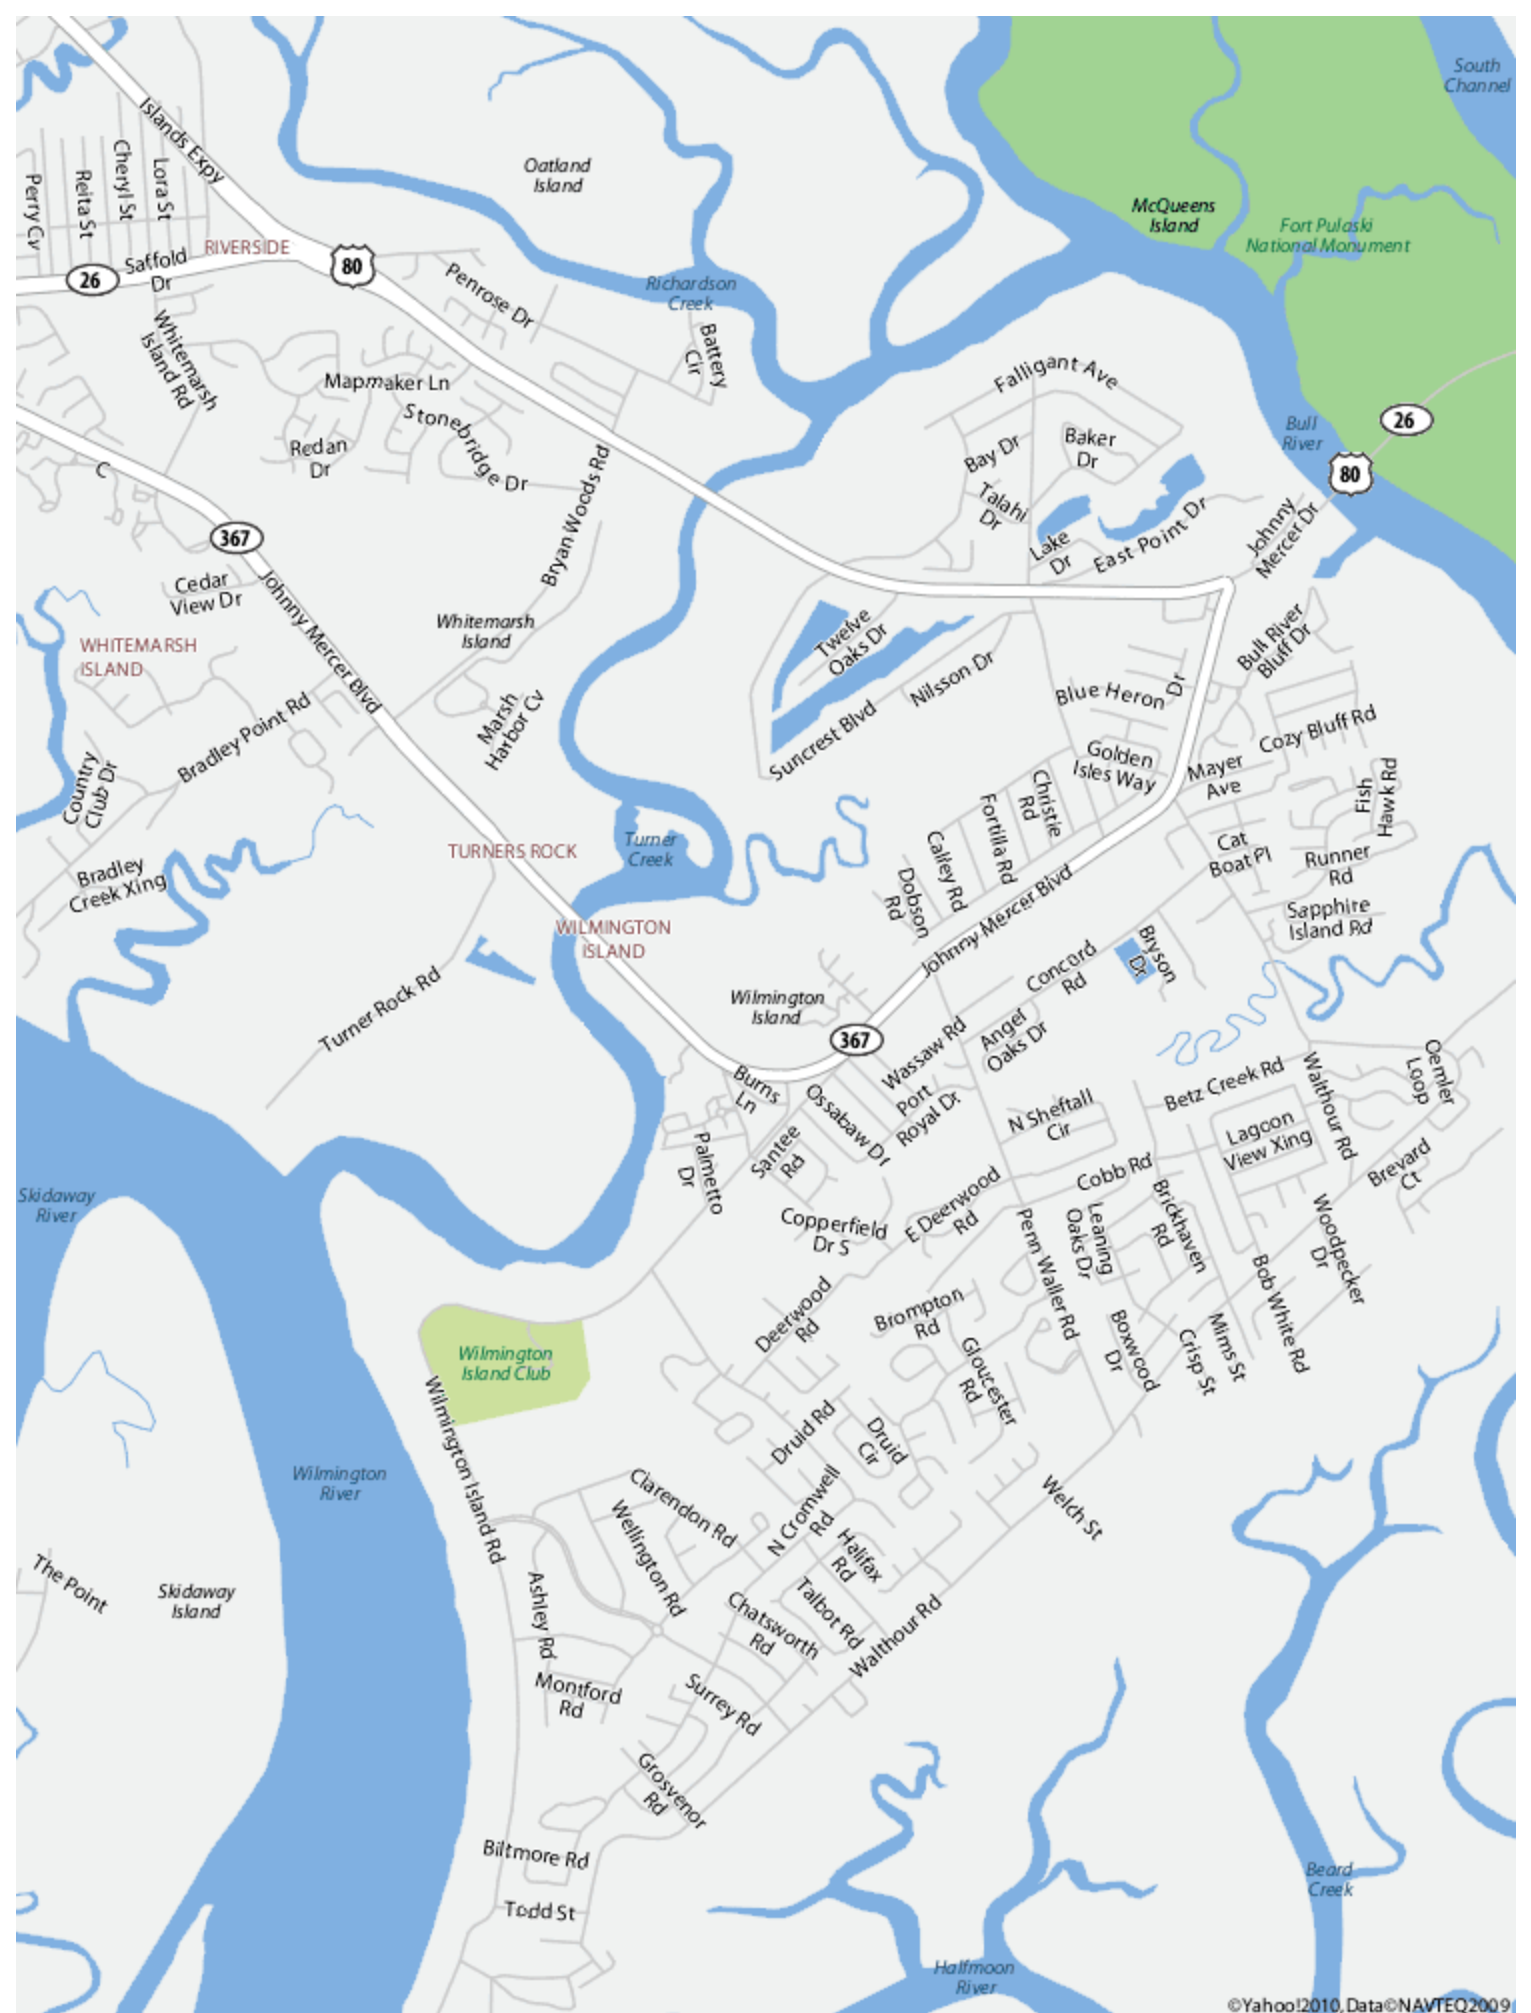 South
Channel
Islands Expy
Oatland
Island
Perry Cv
Reita St
Cheryl St
Lora St
McQueens
Island
Fort Pulaski
National Monument
RIVERSIDE
80
26
Saffold
Dr
Penrose Dr
Richardson
Creek
Whitemarsh
Island Rd
Battery
Cir
Mapmaker Ln
Falligant Ave
Stonebridge Dr
Redan
Dr
Bay Dr
Baker
Dr
Bull
River
26
80
C
Talahi
Dr
Bryan Woods Rd
Lake
Dr
East Point Dr
Johnny
Mercer Dr
367
Cedar
View Dr
Johnny Mercer Blvd
Whitemarsh
Island
WHITEMARSH
ISLAND
Twelve
Oaks Dr
Bull River
Bluff Dr
Nilsson Dr
Blue Heron Dr
Suncrest Blvd
Marsh
Harbor Cv
Bradley Point Rd
Cozy Bluff Rd
Country
Club Dr
Golden
Isles Way
Mayer
Ave
Fish
Hawk Rd
Christie
Rd
Fortilla Rd
Turner
Creek
TURNERS ROCK
Calley Rd
Dobson
Rd
Cat
Boat Pl
Runner
Rd
Bradley
Creek Xing
WILMINGTON
ISLAND
Johnny Mercer Blvd
Sapphire
Island Rd
Bryson
Dr
Concord
Rd
Turner Rock Rd
Wilmington
Island
367
Wassaw Rd
Angel
Oaks Dr
Burns
Ln
Ossabaw Dr
Port
Royal Dr
N Sheftall
Cir
Betz Creek Rd
Walthour Rd
Oemler
Loop
Lagoon
View Xing
Palmetto
Dr
Santee
Rd
Cobb Rd
Brevard
Ct
Skidaway
River
Copperfield
Dr S
E Deerwood
Rd
Leaning
Oaks Dr
Brickhaven
Rd
Woodpecker
Dr
Penn Waller Rd
Bob White Rd
Deerwood
Rd
Brompton
Rd
Boxwood
Dr
Mims St
Crisp St
Wilmington
Island Club
Gloucester
Rd
Wilmington Island Rd
Druid Rd
Druid
Cir
Wilmington
River
Clarendon Rd
N Cromwell
Rd
Welch St
Wellington Rd
Halifax
Rd
The Point
Skidaway
Island
Ashley Rd
Talbot Rd
Chatsworth
Rd
Walthour Rd
Montford
Rd
Surrey Rd
Grosvenor
Rd
Biltmore Rd
Todd St
Beard
Creek
Halfmoon
River
©Yahoo!2010, Data©NAVTEQ2009